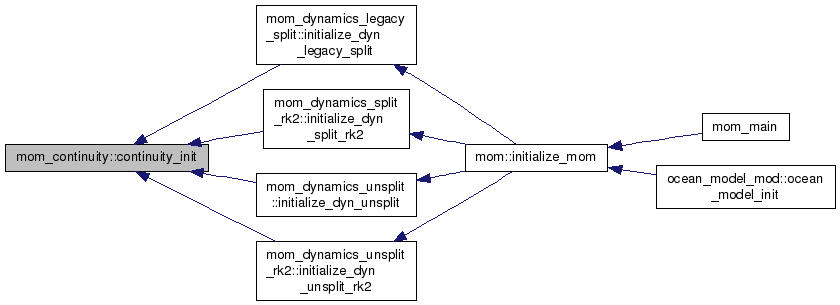 mom_continuity::continuity_init
mom_dynamics_legacy
_split::initialize_dyn
_legacy_split
mom_dynamics_split
_rk2::initialize_dyn
_split_rk2
mom_dynamics_unsplit
::initialize_dyn_unsplit
mom_dynamics_unsplit
_rk2::initialize_dyn
_unsplit_rk2
mom::initialize_mom
mom_main
ocean_model_mod::ocean
_model_init